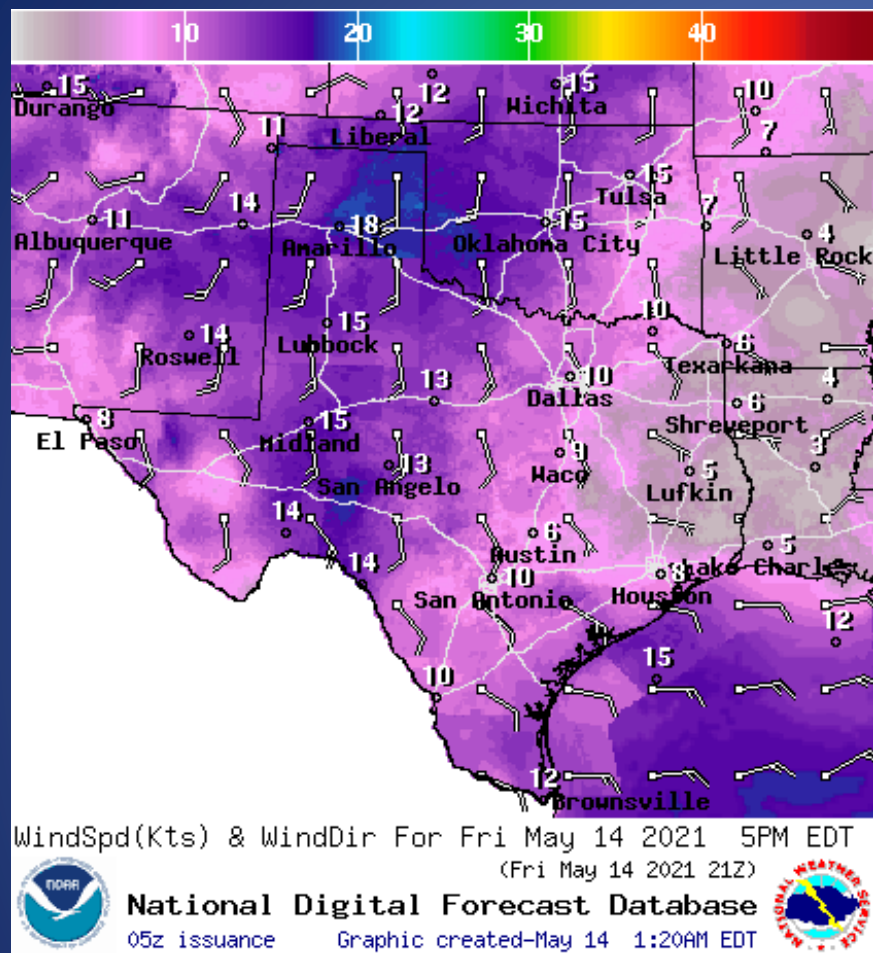 10 20 30 40
15 12 15 10
Durango Wichita
12
11 Liberal 7
15
Tulsa
11 14 18 15 7 4
Albuquerque Amarillo Oklahoma City Little Rock
14 15 10 6
Roswell Lubbock Texarkana
13 10 6 4
Dallas
8 15 Shreveport
El Paso Midland
13 9 5 3
San Angelo Waco Lufkin
14 6 5
Austin
14 10 8 Lake Charles
San Antonio Houston
12
15
10
12
Brownsville
WindSpd(Kts) & WindDir For Fri May 14 2021 5PM EDT
(Fri May 14 2021 21Z)
NOAA
National Digital Forecast Database
05z issuance Graphic created-May 14 1:20AM EDT
NATIONAL WEATHER SERVICE